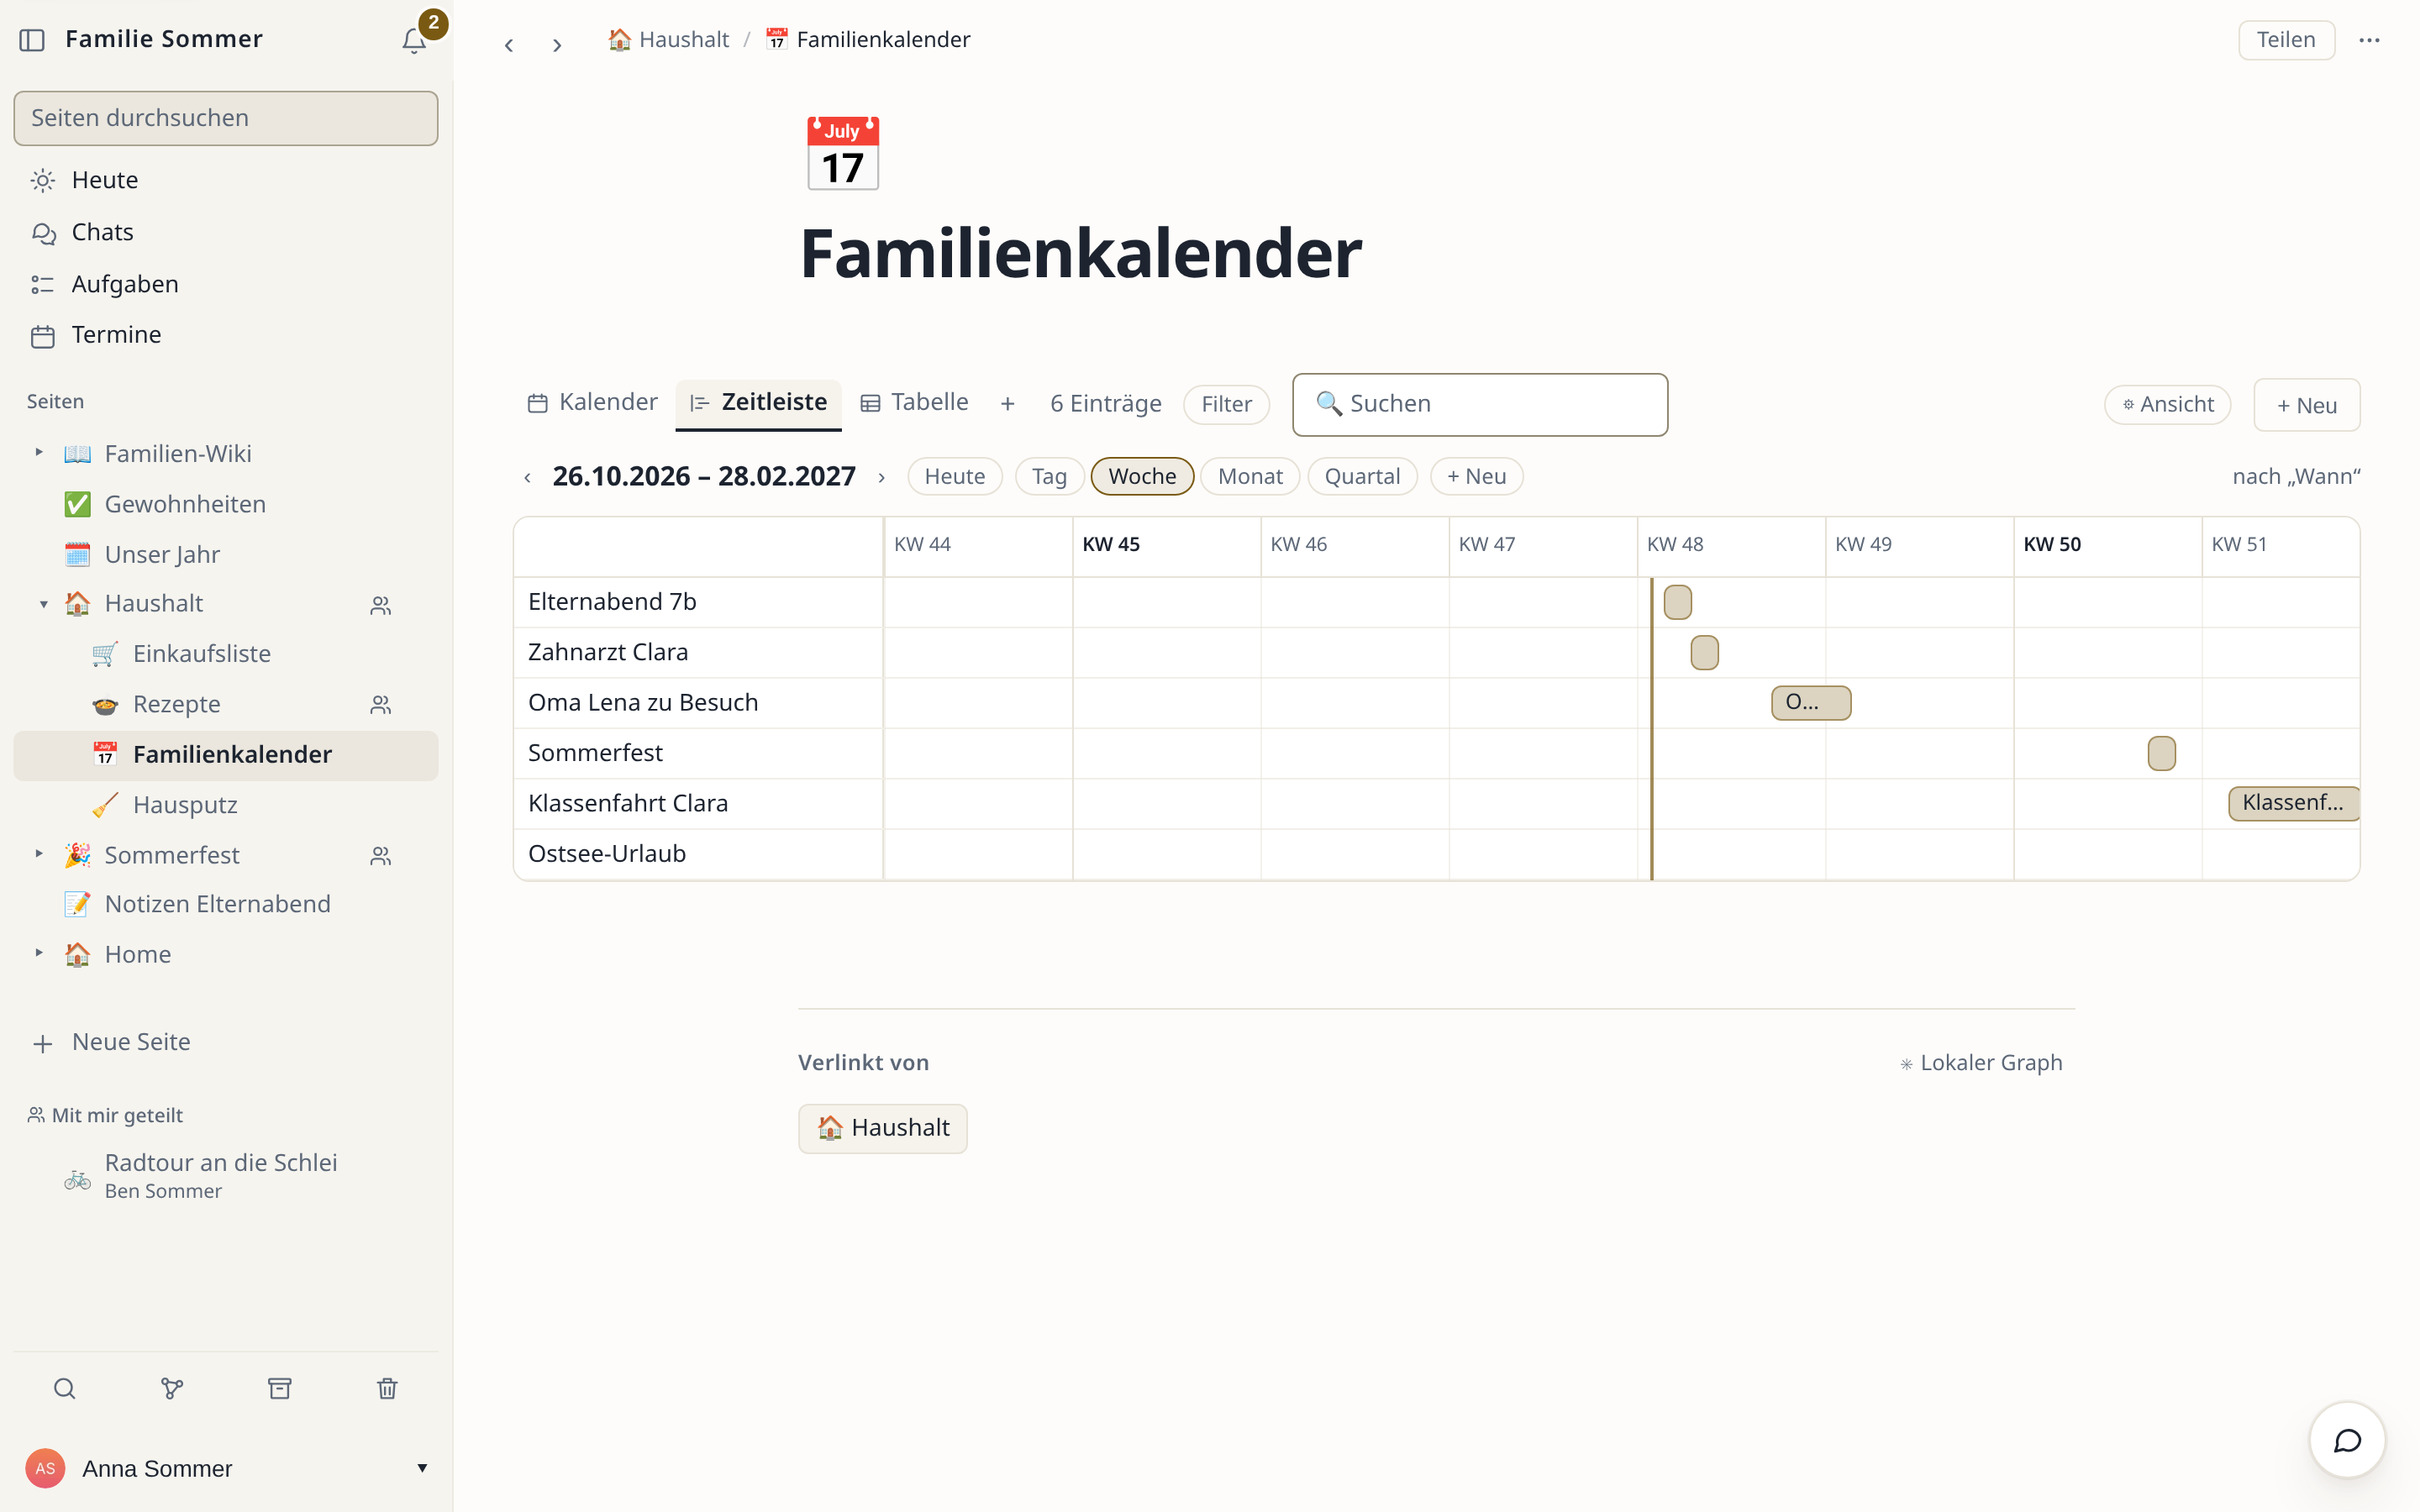 Familie Sommer
2
Seiten durchsuchen
Heute
Chats
Aufgaben
Termine
Seiten
Familien-Wiki
Gewohnheiten
Unser Jahr
Haushalt
Einkaufsliste
Rezepte
Familienkalender
Hausputz
Sommerfest
Notizen Elternabend
Home
Neue Seite
Mit mir geteilt
Radtour an die Schlei
Ben Sommer
AS Anna Sommer
Haushalt / Familienkalender
Teilen
July
17
Familienkalender
Kalender Zeitleiste Tabelle + 6 Einträge Filter Suchen Ansicht + Neu
‹ 26.10.2026 – 28.02.2027 › Heute Tag Woche Monat Quartal + Neu nach „Wann“
KW 44 KW 45 KW 46 KW 47 KW 48 KW 49 KW 50 KW 51
Elternabend 7b
Zahnarzt Clara
Oma Lena zu Besuch O…
Sommerfest
Klassenfahrt Clara Klassenf…
Ostsee-Urlaub
Verlinkt von Lokaler Graph
Haushalt